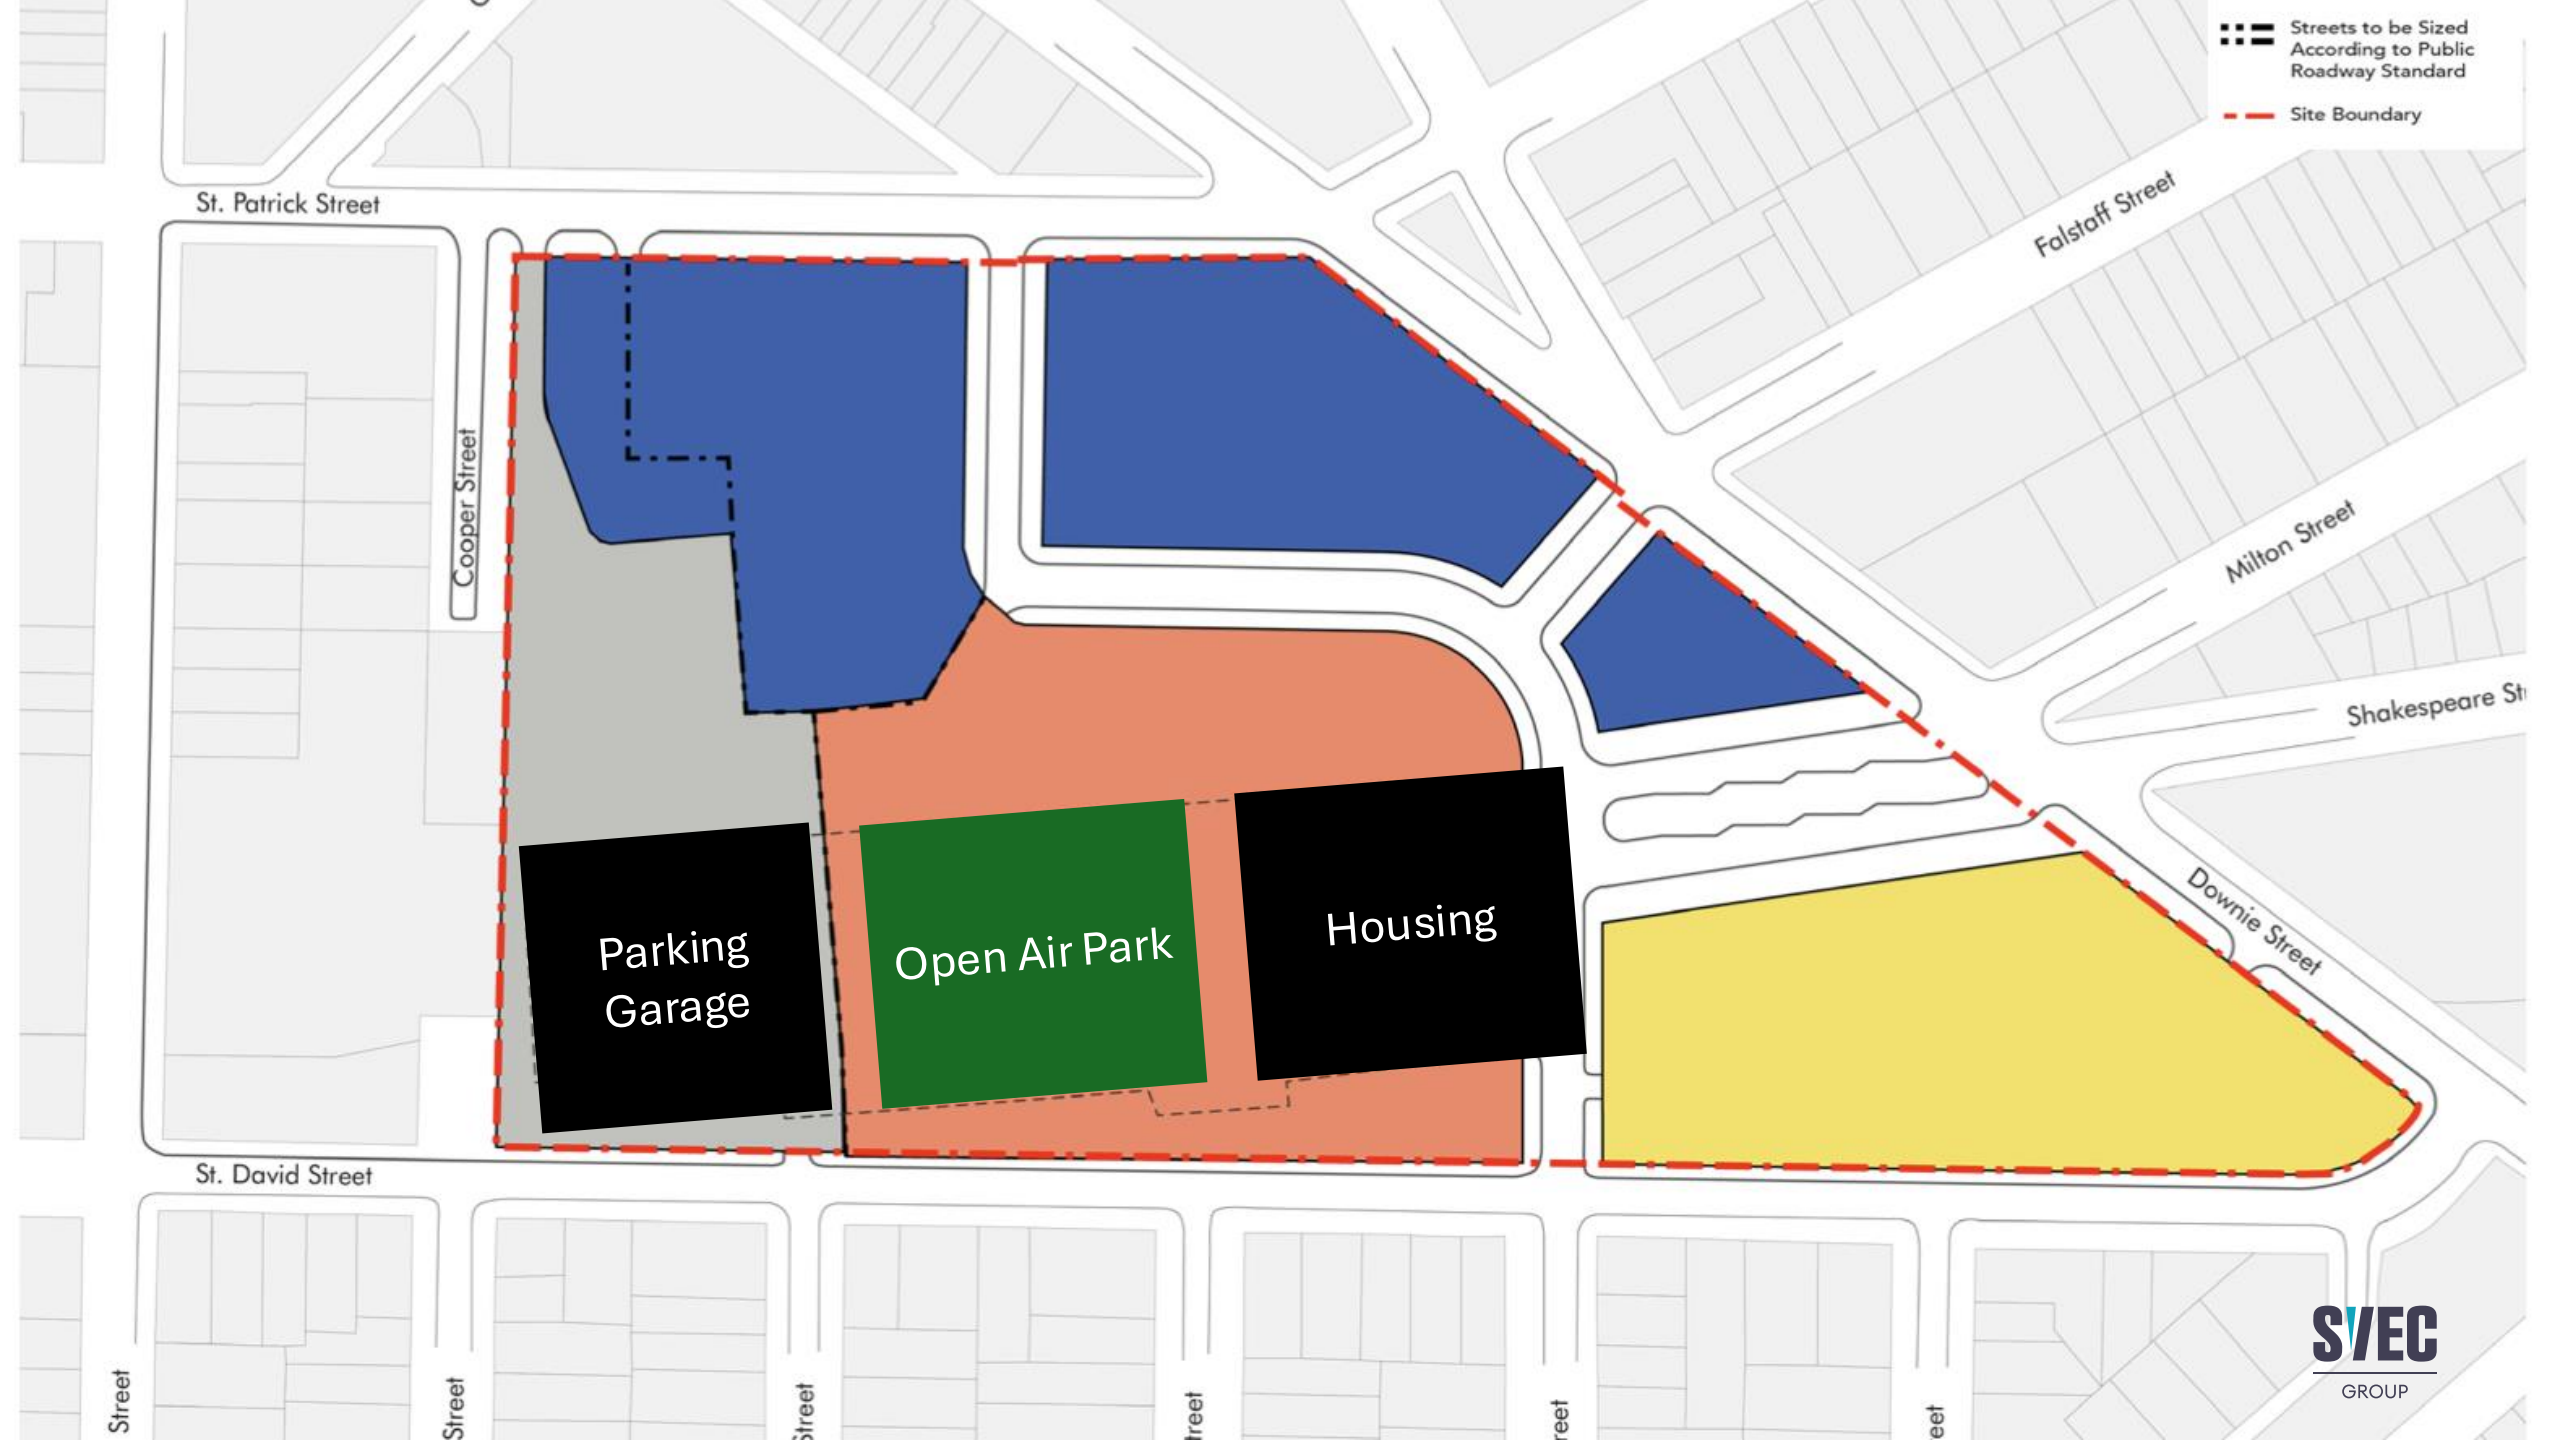 Streets to be Sized
According to Public
Roadway Standard
Site Boundary
St. Patrick Street
Falstaff Street
Cooper Street
Milton Street
Shakespeare
Downie Street
Parking
Garage
Open Air Park
Housing
St. David Street
Street
Street
Street
SVEC
GROUP